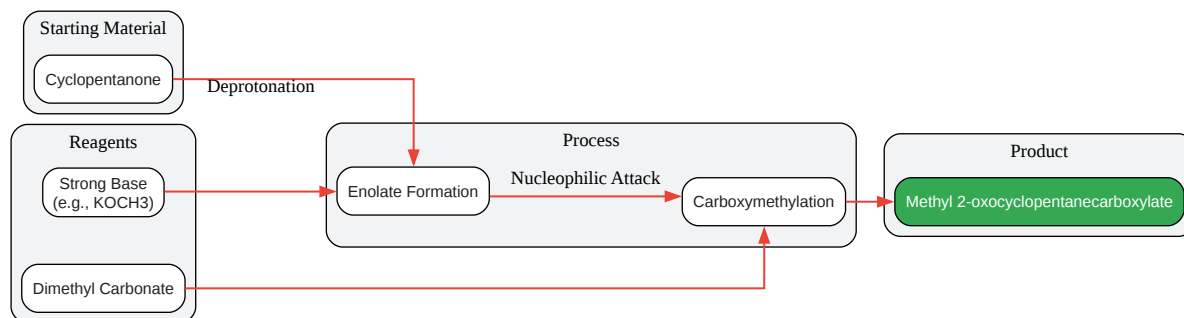 Starting Material
Cyclopentanone
Deprotonation
Reagents
Strong Base
(e.g., KOCH3)
Dimethyl Carbonate
Process
Enolate Formation
Nucleophilic Attack
Carboxymethylation
Product
Methyl 2-oxocyclopentanecarboxylate